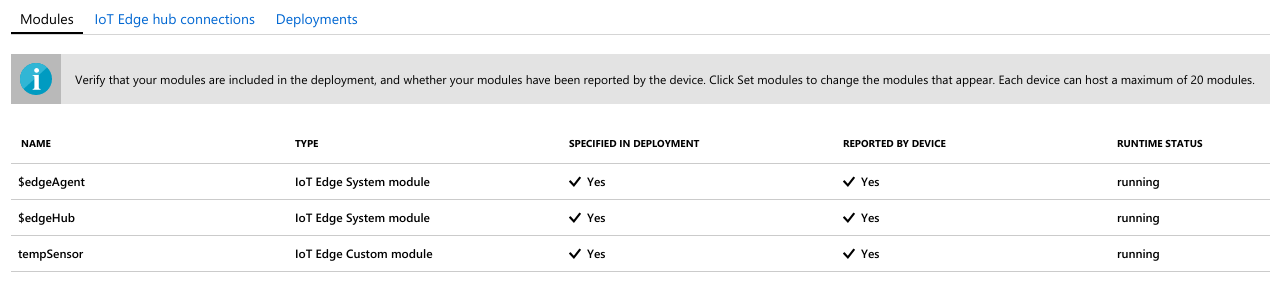 Modules IoT Edge hub connections Deployments
Verify that your modules are included in the deployment, and whether your modules have been reported by the device. Click Set modules to change the modules that appear. Each device can host a maximum of 20 modules.
NAME TYPE SPECIFIED IN DEPLOYMENT REPORTED BY DEVICE RUNTIME STATUS
$edgeAgent IoT Edge System module Yes Yes running
$edgeHub IoT Edge System module Yes Yes running
tempSensor IoT Edge Custom module Yes Yes running